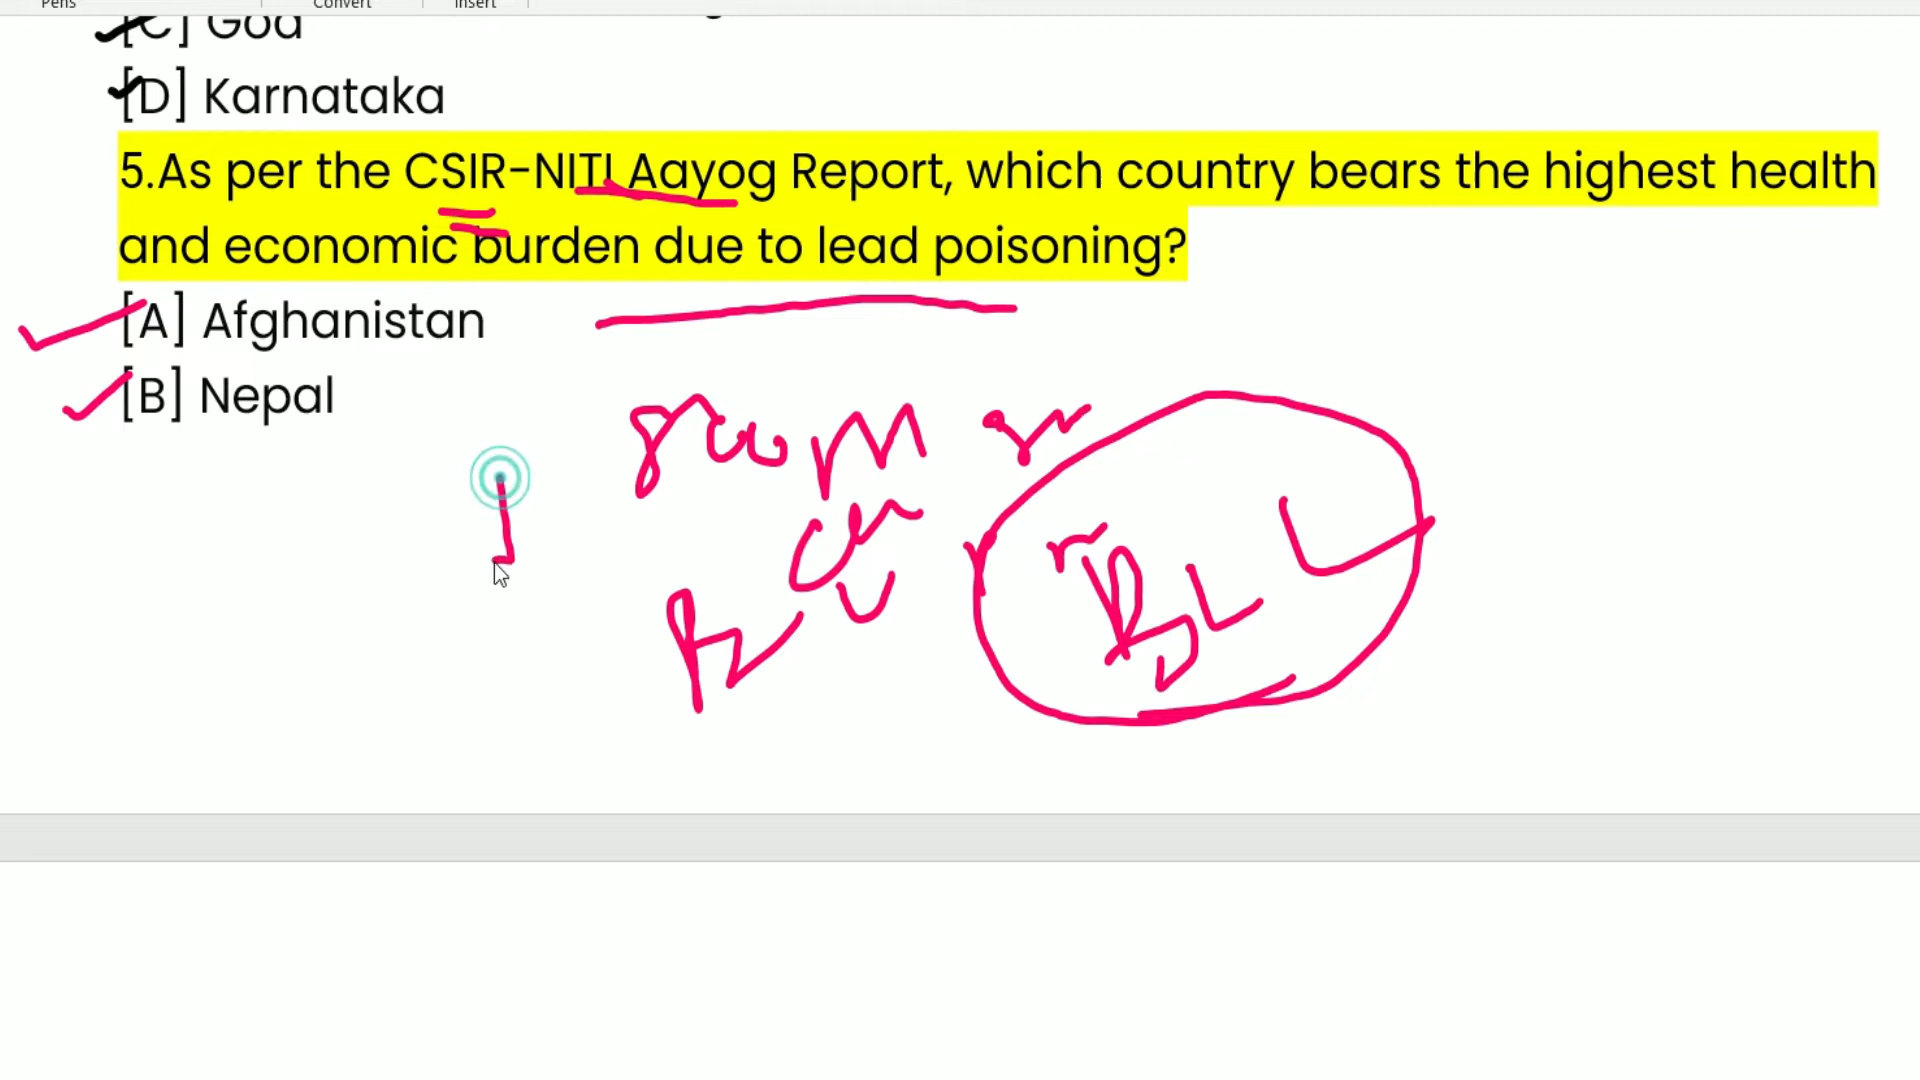 Pens Convert Insert
[C] Goa
[D] Karnataka
5.As per the CSIR-NITI Aayog Report, which country bears the highest health
and economic burden due to lead poisoning?
[A] Afghanistan
[B] Nepal